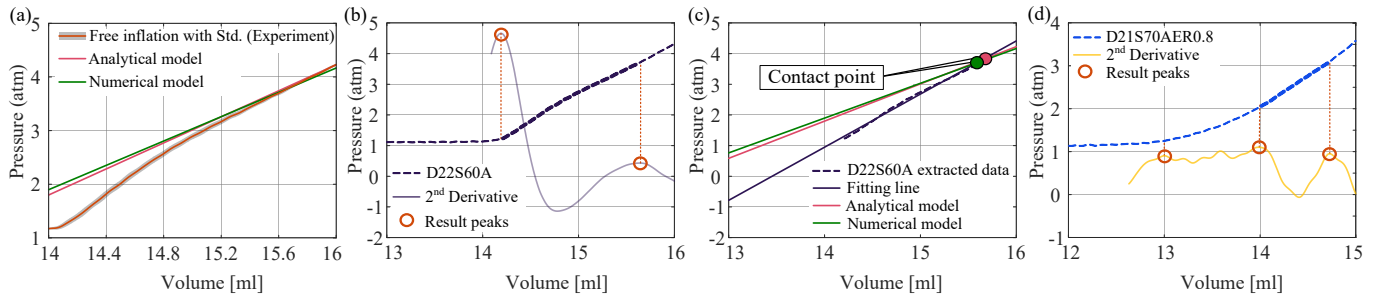 (a)
5
4
3
2
1
14
14.4
14.8
15.2
15.6
16
Pressure (atm)
Volume [ml]
Free inflation with Std. (Experiment)
Analytical model
Numerical model
(b)
5
4
3
2
1
0
-1
-2
13
14
15
16
Pressure (atm)
Volume [ml]
D22S60A
2nd Derivative
Result peaks
(c)
5
4
3
2
1
0
-1
-2
13
14
15
16
Pressure (atm)
Volume [ml]
Contact point
D22S60A extracted data
Fitting line
Analytical model
Numerical model
(d)
4
3
2
1
0
-1
12
13
14
15
Pressure (atm)
Volume [ml]
D21S70AER0.8
2nd Derivative
Result peaks